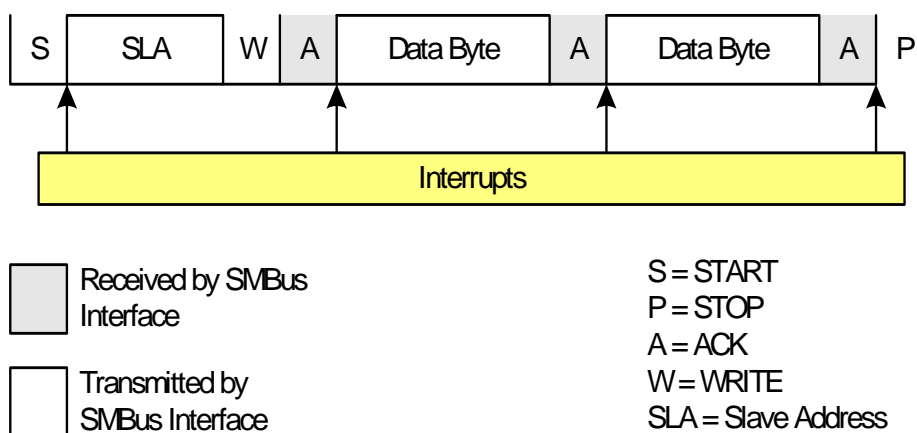 S SLA W A Data Byte A Data Byte A P
Interrupts
Received by SMBus
Interface
Transmitted by
SMBus Interface
S = START
P = STOP
A = ACK
W = WRITE
SLA = Slave Address